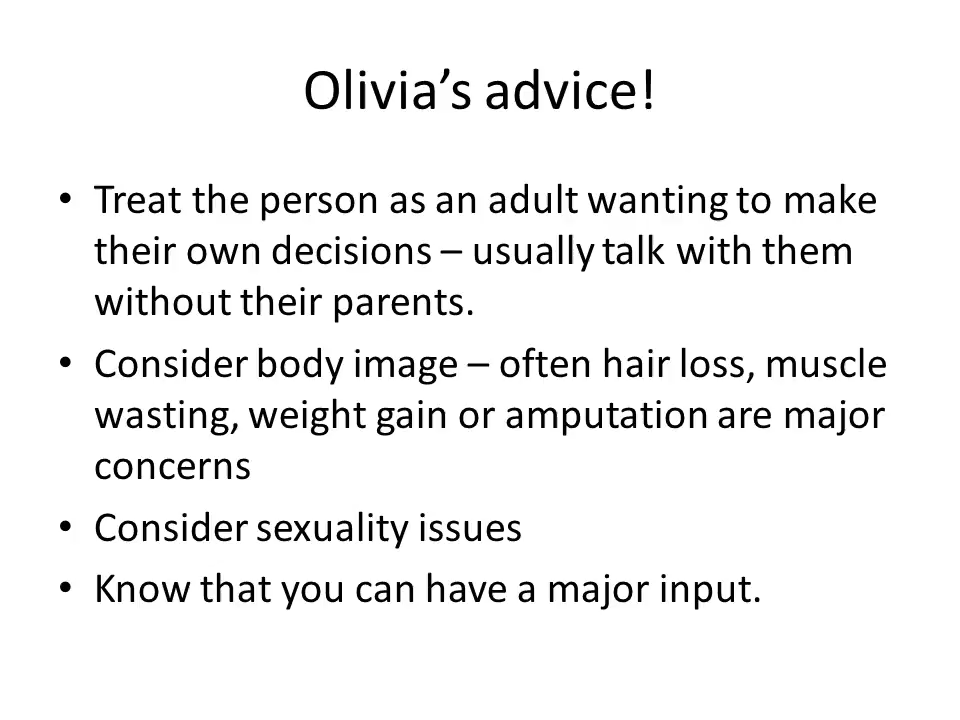 Olivia’s advice!
• Treat the person as an adult wanting to make
their own decisions – usually talk with them
without their parents.
• Consider body image – often hair loss, muscle
wasting, weight gain or amputation are major
concerns
• Consider sexuality issues
• Know that you can have a major input.